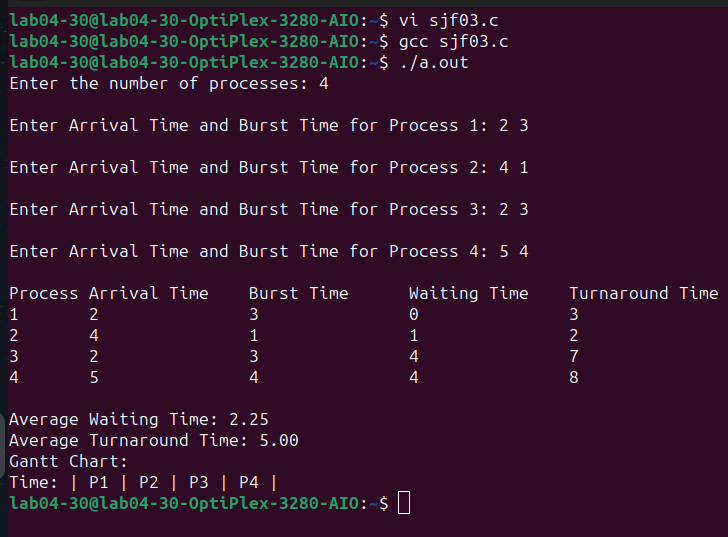 lab04-30@lab04-30-OptiPlex-3280-AIO:~$ vi sjf03.c
lab04-30@lab04-30-OptiPlex-3280-AIO:~$ gcc sjf03.c
lab04-30@lab04-30-OptiPlex-3280-AIO:~$ ./a.out
Enter the number of processes: 4
Enter Arrival Time and Burst Time for Process 1: 2 3
Enter Arrival Time and Burst Time for Process 2: 4 1
Enter Arrival Time and Burst Time for Process 3: 2 3
Enter Arrival Time and Burst Time for Process 4: 5 4
Process Arrival Time    Burst Time      Waiting Time    Turnaround Time
1       2               3               0               3
2       4               1               1               2
3       2               3               4               7
4       5               4               4               8
Average Waiting Time: 2.25
Average Turnaround Time: 5.00
Gantt Chart:
Time: | P1 | P2 | P3 | P4 |
lab04-30@lab04-30-OptiPlex-3280-AIO:~$